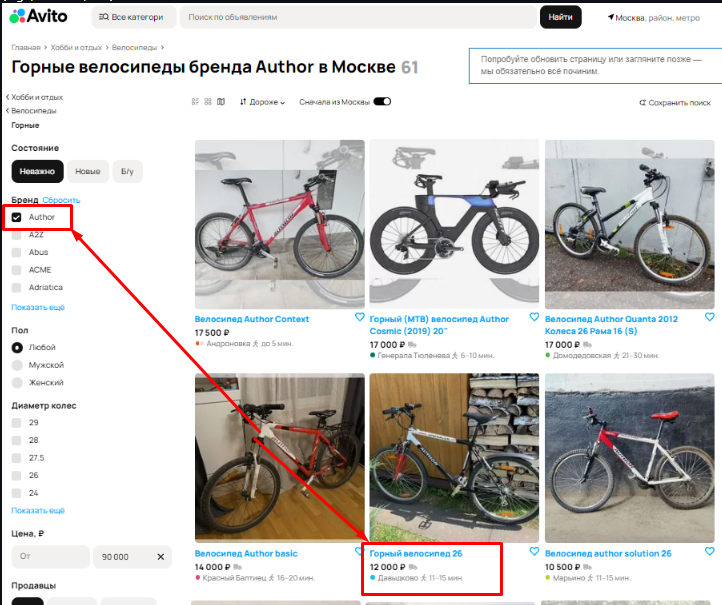 Avito
Все категори
Поиск по объявлениям
Найти
Москва, район, метро
Главная › Хобби и отдых › Велосипеды ›
Горные велосипеды бренда Author в Москве 61
Попробуйте обновить страницу или загляните позже —
мы обязательно всё починим.
‹ Хобби и отдых
‹ Велосипеды
Горные
Дороже
Сначала из Москвы
Сохранить поиск
Состояние
Неважно
Новые
Б/у
Бренд Сбросить
Author
A2Z
Abus
ACME
Adriatica
Показать ещё
Пол
Любой
Мужской
Женский
Диаметр колес
29
28
27.5
26
24
Показать ещё
Цена, ₽
От
90 000
Продавцы
Велосипед Author Context
17 500 ₽
Андроновка до 5 мин.
Горный (MTB) велосипед Author
Cosmic (2019) 20"
17 000 ₽
Генерала Тюленева 6–10 мин.
Велосипед Author Quanta 2012
Колеса 26 Рама 16 (S)
17 000 ₽
Домодедовская 21–30 мин.
Велосипед Author basic
14 000 ₽
Красный Балтиец 16–20 мин.
Горный велосипед 26
12 000 ₽
Давыдково 11–15 мин.
Велосипед author solution 26
10 500 ₽
Марьино 11–15 мин.